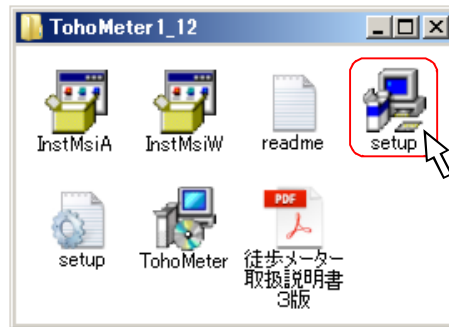 TohoMeter1_12
InstMsiA
InstMsiW
readme
setup
PDF
setup
TohoMeter
徒歩メーター
取扱説明書
3版